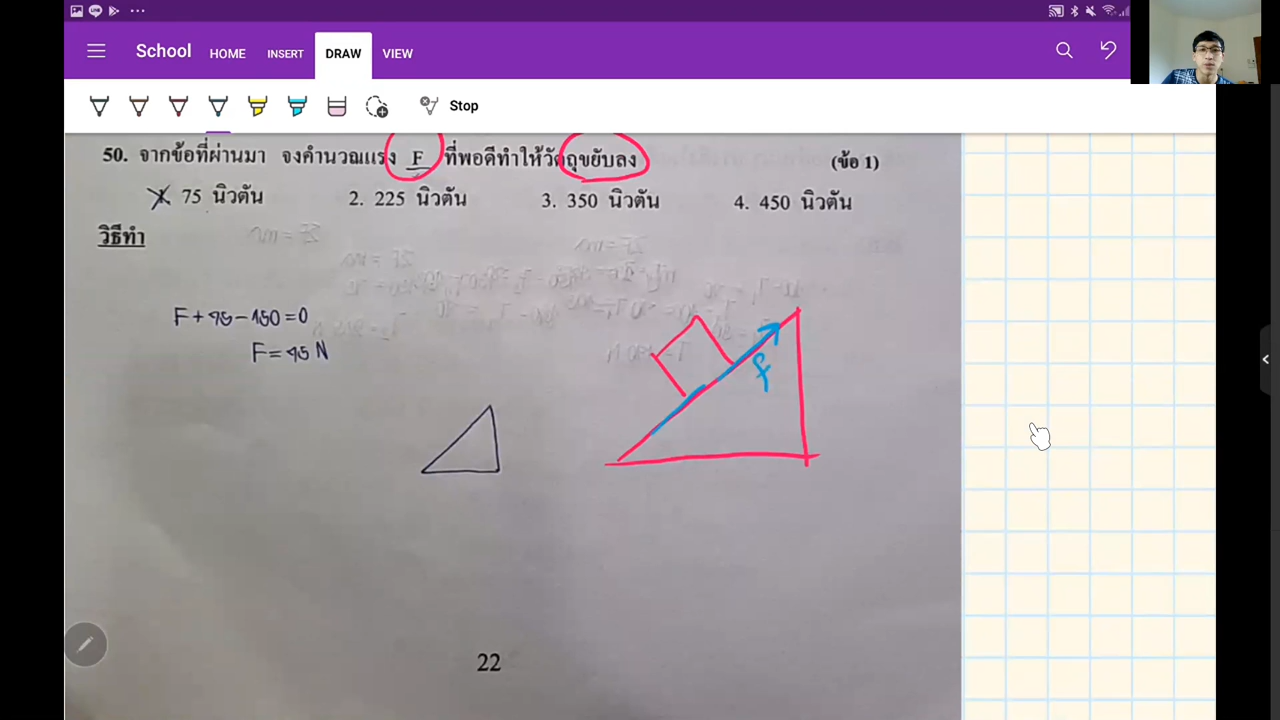 School HOME INSERT DRAW VIEW
Stop
50. จากข้อที่ผ่านมา จงคำนวณแรง F ที่พอดีทำให้วัตถุขยับลง (ข้อ 1)
1. 75 นิวตัน 2. 225 นิวตัน 3. 350 นิวตัน 4. 450 นิวตัน
วิธีทำ
F + 75 - 150 = 0
F = 75 N
f
22